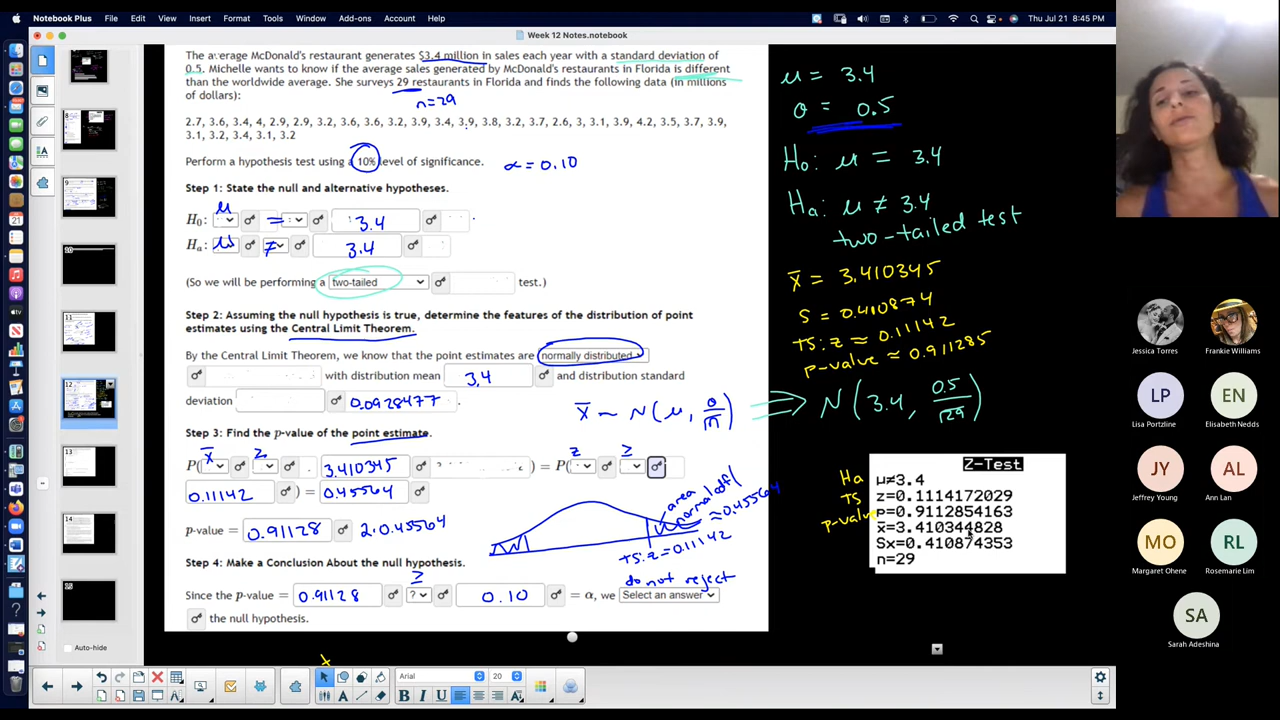 Notebook Plus File Edit View Insert Format Tools Window Add-ons Account Help Thu Jul 21 8:45 PM
Week 12 Notes.notebook
The average McDonald's restaurant generates $3.4 million in sales each year with a standard deviation of
0.5. Michelle wants to know if the average sales generated by McDonald's restaurants in Florida is different
than the worldwide average. She surveys 29 restaurants in Florida and finds the following data (in millions
of dollars):
n=29
2.7, 3.6, 3.4, 4, 2.9, 2.9, 3.2, 3.6, 3.6, 3.2, 3.9, 3.4, 3.9, 3.8, 3.2, 3.7, 2.6, 3, 3.1, 3.9, 4.2, 3.5, 3.7, 3.9,
3.1, 3.2, 3.4, 3.1, 3.2
Perform a hypothesis test using a 10% level of significance. α = 0.10
Step 1: State the null and alternative hypotheses.
H₀: μ = 3.4
Hₐ: μ ≠ 3.4
(So we will be performing a two-tailed test.)
Step 2: Assuming the null hypothesis is true, determine the features of the distribution of point
estimates using the Central Limit Theorem.
By the Central Limit Theorem, we know that the point estimates are normally distributed
with distribution mean 3.4 and distribution standard
deviation 0.0928477 .
x̄ ~ N(μ, σ/√n)
Step 3: Find the p-value of the point estimate.
P( x̄ ≥ 3.410345 ) = P( z ≥
0.11142 ) = 0.45564
p-value = 0.91128 2·0.45564
area
normalcdf(
≈0.45564
TS: z=0.11142
Step 4: Make a Conclusion About the null hypothesis.
do not reject
≥
Since the p-value = 0.91128 ? 0.10 = α, we Select an answer
the null hypothesis.
μ = 3.4
σ = 0.5
H₀: μ = 3.4
Ha: μ ≠ 3.4
two-tailed test
x̄ = 3.410345
s = 0.410874
TS: z ≈ 0.11142
p-value ≈ 0.911285
N(3.4, 0.5/√29)
Z-Test
Ha μ≠3.4
TS z=0.1114172029
p-value p=0.9112854163
x̄=3.410344828
Sx=0.410874353
n=29
8
9
10
11
12
13
14
15
Auto-hide
Arial 20
B I U
Jessica Torres
Frankie Williams
LP
Lisa Portzline
EN
Elisabeth Nedds
JY
Jeffrey Young
AL
Ann Lan
MO
Margaret Ohene
RL
Rosemarie Lim
SA
Sarah Adeshina